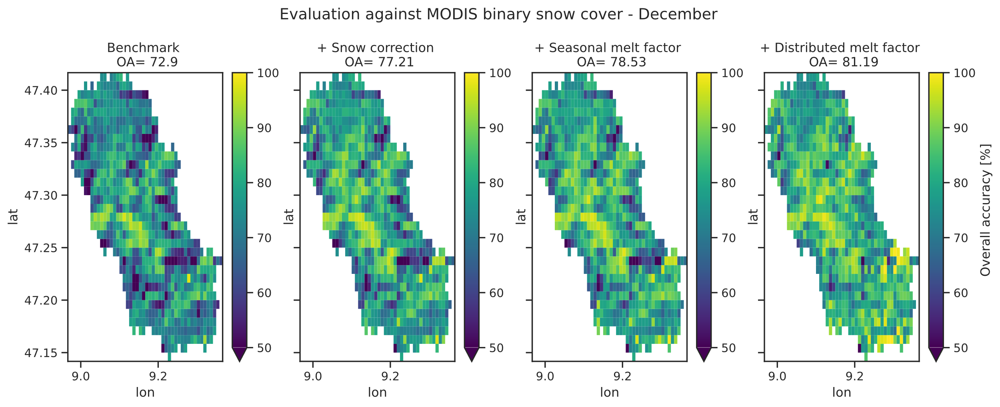 Evaluation against MODIS binary snow cover - December
Benchmark
OA= 72.9
+ Snow correction
OA= 77.21
+ Seasonal melt factor
OA= 78.53
+ Distributed melt factor
OA= 81.19
lat
47.40
47.35
47.30
47.25
47.20
47.15
9.0
9.2
lon
100
90
80
70
60
50
lat
9.0
9.2
lon
100
90
80
70
60
50
lat
9.0
9.2
lon
100
90
80
70
60
50
lat
9.0
9.2
lon
100
90
80
70
60
50
Overall accuracy [%]